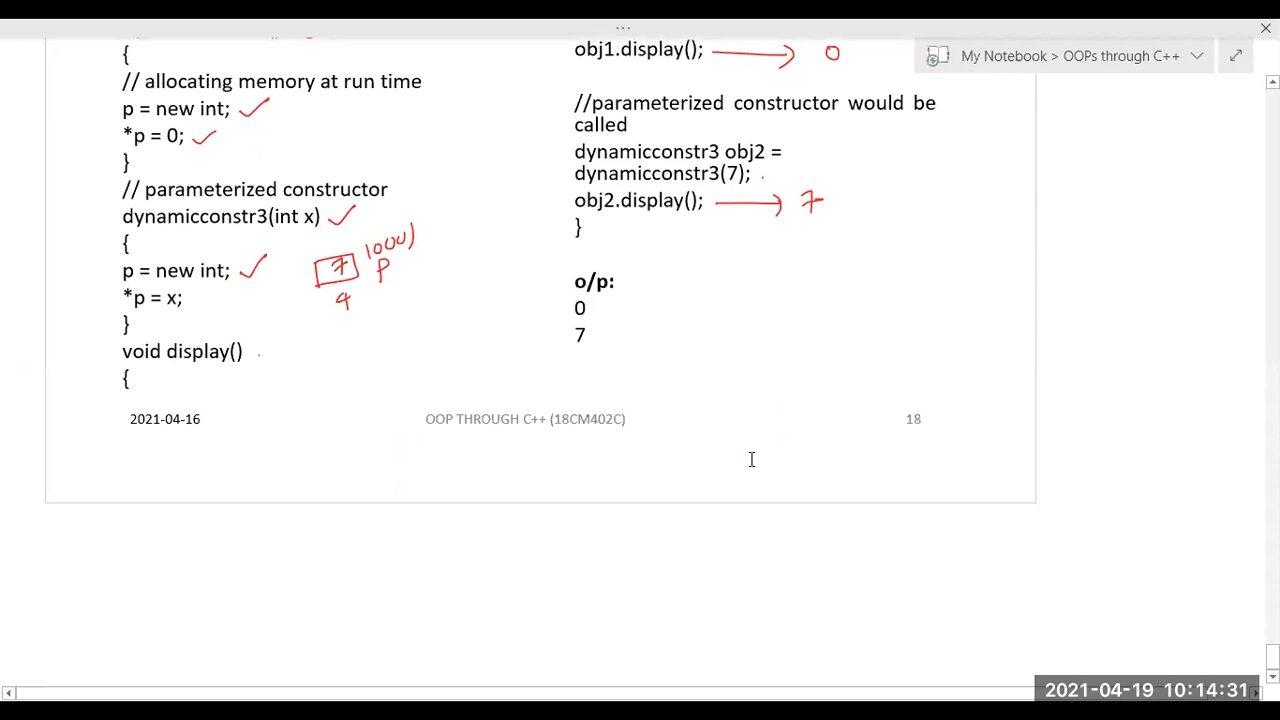 My Notebook > OOPs through C++
{
// allocating memory at run time
p = new int;
*p = 0;
}
// parameterized constructor
dynamicconstr3(int x)
{
p = new int;
*p = x;
}
void display()
{
7
1000
P
4
obj1.display();
0
//parameterized constructor would be
called
dynamicconstr3 obj2 =
dynamicconstr3(7);
obj2.display();
7
}
o/p:
0
7
2021-04-16
OOP THROUGH C++ (18CM402C)
18
2021-04-19 10:14:31